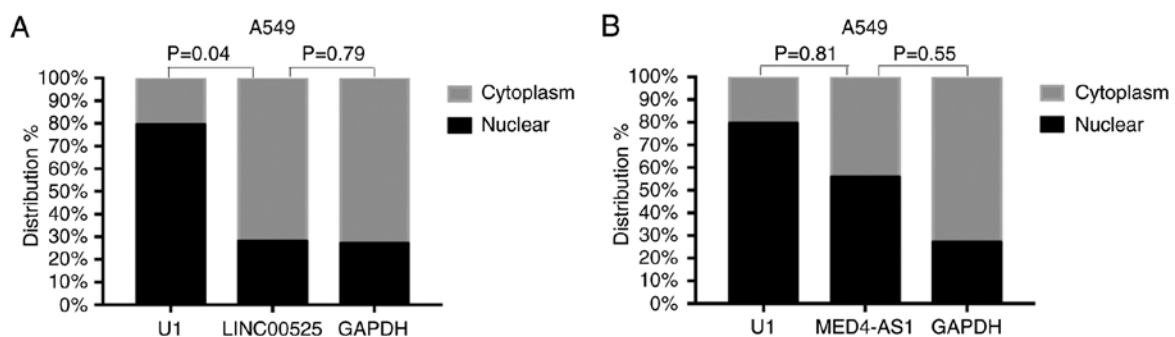 A
A549
P=0.04 P=0.79
100%
90%
80%
70%
60%
50%
40%
30%
20%
10%
0%
Distribution %
U1 LINC00525 GAPDH
Cytoplasm
Nuclear
B
A549
P=0.81 P=0.55
100%
90%
80%
70%
60%
50%
40%
30%
20%
10%
0%
Distribution %
U1 MED4-AS1 GAPDH
Cytoplasm
Nuclear